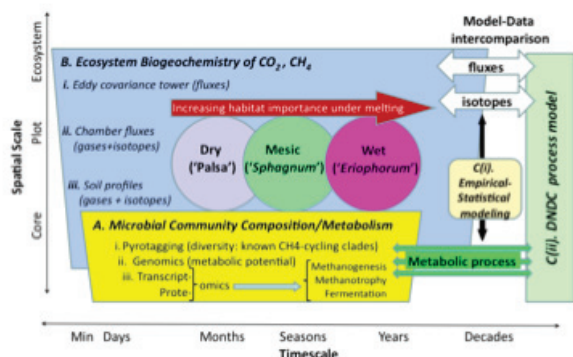 Model-Data
intercomparison
B. Ecosystem Biogeochemistry of CO2, CH4
i. Eddy covariance tower (fluxes)
fluxes
isotopes
Increasing habitat importance under melting
ii. Chamber fluxes
(gases+isotopes)
Dry
('Palsa')
Mesic
('Sphagnum')
Wet
('Eriophorum')
iii. Soil profiles
(gases + isotopes)
C(i).
Empirical-
Statistical
modeling
C(ii). DNDC process model
A. Microbial Community Composition/Metabolism
i. Pyrotagging (diversity: known CH4-cycling clades)
ii. Genomics (metabolic potential)
iii. Transcript-
Prote-
omics
Methanogenesis
Methanotrophy
Fermentation
Metabolic process
Spatial Scale
Ecosystem
Plot
Core
Min Days Months Seasons Years Decades
Timescale